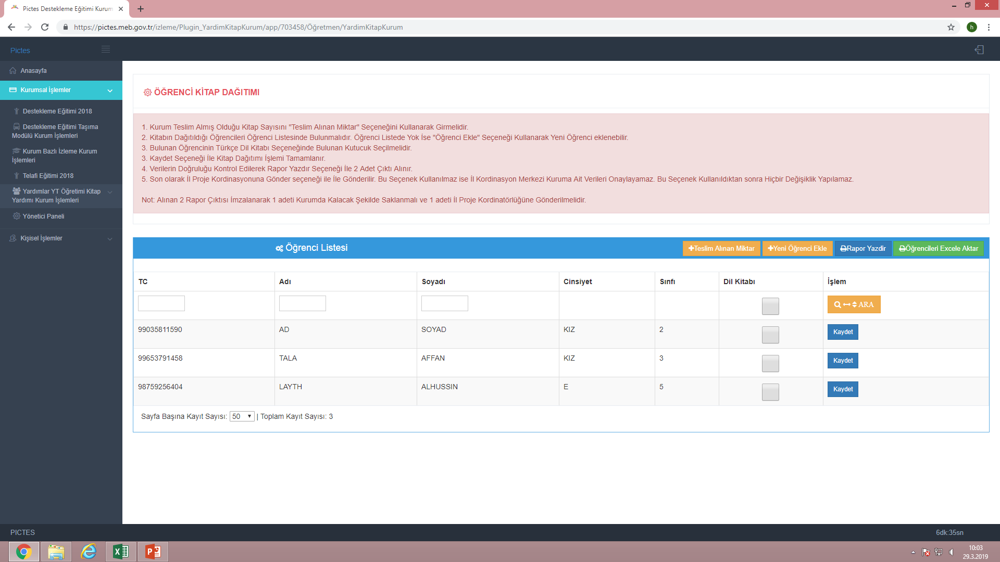 Pictes Destekleme Eğitimi Kurum
https://pictes.meb.gov.tr/izleme/Plugin_YardimKitapKurum/app/703458/Öğretmen/YardimKitapKurum
h
Pictes
Anasayfa
Kurumsal İşlemler
Destekleme Eğitimi 2018
Destekleme Eğitimi Taşıma
Modülü Kurum İşlemleri
Kurum Bazlı İzleme Kurum
İşlemleri
Telafi Eğitimi 2018
Yardımlar YT Öğretimi Kitap
Yardımı Kurum İşlemleri
Yönetici Paneli
Kişisel İşlemler
ÖĞRENCİ KİTAP DAĞITIMI
1. Kurum Teslim Almış Olduğu Kitap Sayısını "Teslim Alınan Miktar" Seçeneğini Kullanarak Girmelidir.
2. Kitabın Dağıtıldığı Öğrencileri Öğrenci Listesinde Bulunmalıdır. Öğrenci Listede Yok İse "Öğrenci Ekle" Seçeneği Kullanarak Yeni Öğrenci eklenebilir.
3. Bulunan Öğrencinin Türkçe Dil Kitabı Seçeneğinde Bulunan Kutucuk Seçilmelidir.
3. Kaydet Seçeneği İle Kitap Dağıtımı İşlemi Tamamlanır.
4. Verilerin Doğruluğu Kontrol Edilerek Rapor Yazdır Seçeneği İle 2 Adet Çıktı Alınır.
5. Son olarak İl Proje Kordinasyonuna Gönder seçeneği ile İle Gönderilir. Bu Seçenek Kullanılmaz ise İl Kordinasyon Merkezi Kuruma Ait Verileri Onaylayamaz. Bu Seçenek Kullanıldıktan sonra Hiçbir Değişiklik Yapılamaz.
Not: Alınan 2 Rapor Çıktısı İmzalanarak 1 adeti Kurumda Kalacak Şekilde Saklanmalı ve 1 adeti İl Proje Kordinatörlüğüne Gönderilmelidir.
Öğrenci Listesi
Teslim Alınan Miktar Yeni Öğrenci Ekle Rapor Yazdir Öğrencileri Excele Aktar
TC Adı Soyadı Cinsiyet Sınfı Dil Kitabı İşlem
ARA
99035811590 AD SOYAD KIZ 2 Kaydet
99653791458 TALA AFFAN KIZ 3 Kaydet
98759256404 LAYTH ALHUSSIN E 5 Kaydet
Sayfa Başına Kayıt Sayısı: 50 | Toplam Kayıt Sayısı: 3
PICTES
6dk:35sn
10:03
29.3.2019